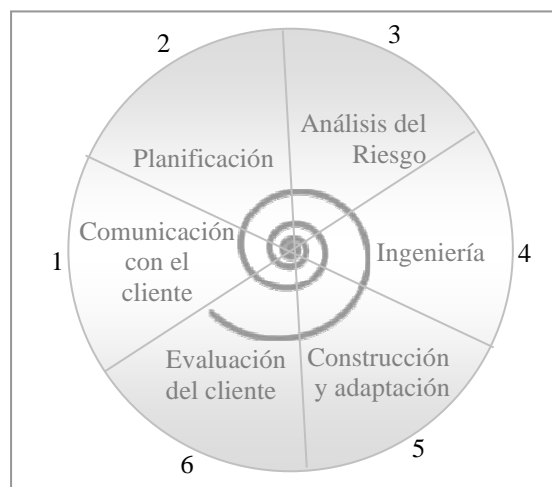 2
3
Análisis del
Riesgo
Planificación
Comunicación
con el
cliente
1
Ingeniería
4
Evaluación
del cliente
Construcción
y adaptación
6
5